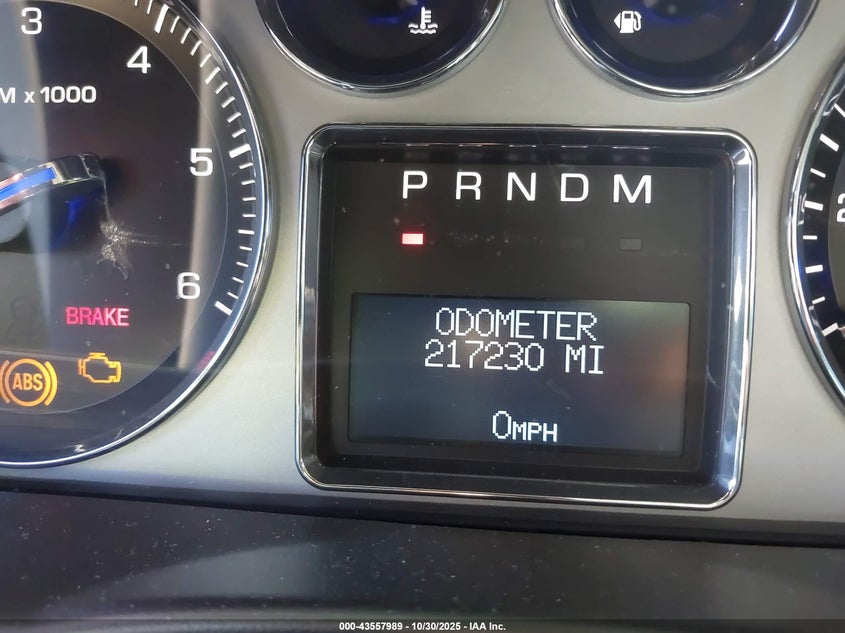 3
4
M x 1000
5
P R N D M
6
BRAKE
ODOMETER
217230 MI
ABS
0MPH
000-43557989 - 10/30/2025 - IAA Inc.